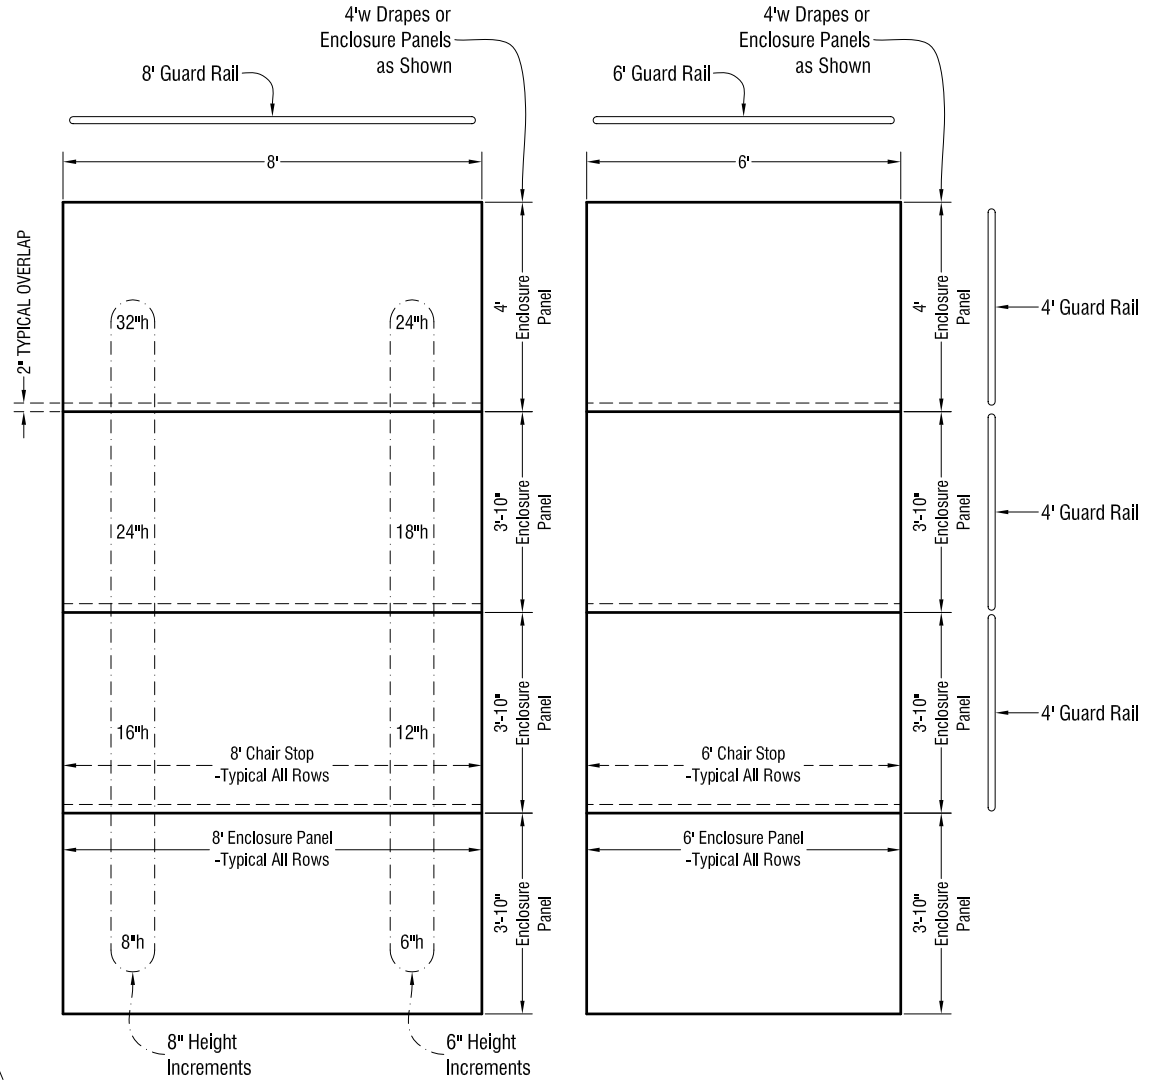 4'w Drapes or
Enclosure Panels
as Shown
4'w Drapes or
Enclosure Panels
as Shown
8' Guard Rail
6' Guard Rail
8'
6'
2" TYPICAL OVERLAP
32"h
24"h
4'
Enclosure
Panel
4'
Enclosure
Panel
4' Guard Rail
24"h
18"h
3'-10"
Enclosure
Panel
3'-10"
Enclosure
Panel
4' Guard Rail
16"h
12"h
3'-10"
Enclosure
Panel
3'-10"
Enclosure
Panel
4' Guard Rail
8' Chair Stop
-Typical All Rows
6' Chair Stop
-Typical All Rows
8' Enclosure Panel
-Typical All Rows
6' Enclosure Panel
-Typical All Rows
8"h
6"h
3'-10"
Enclosure
Panel
3'-10"
Enclosure
Panel
8" Height
Increments
6" Height
Increments